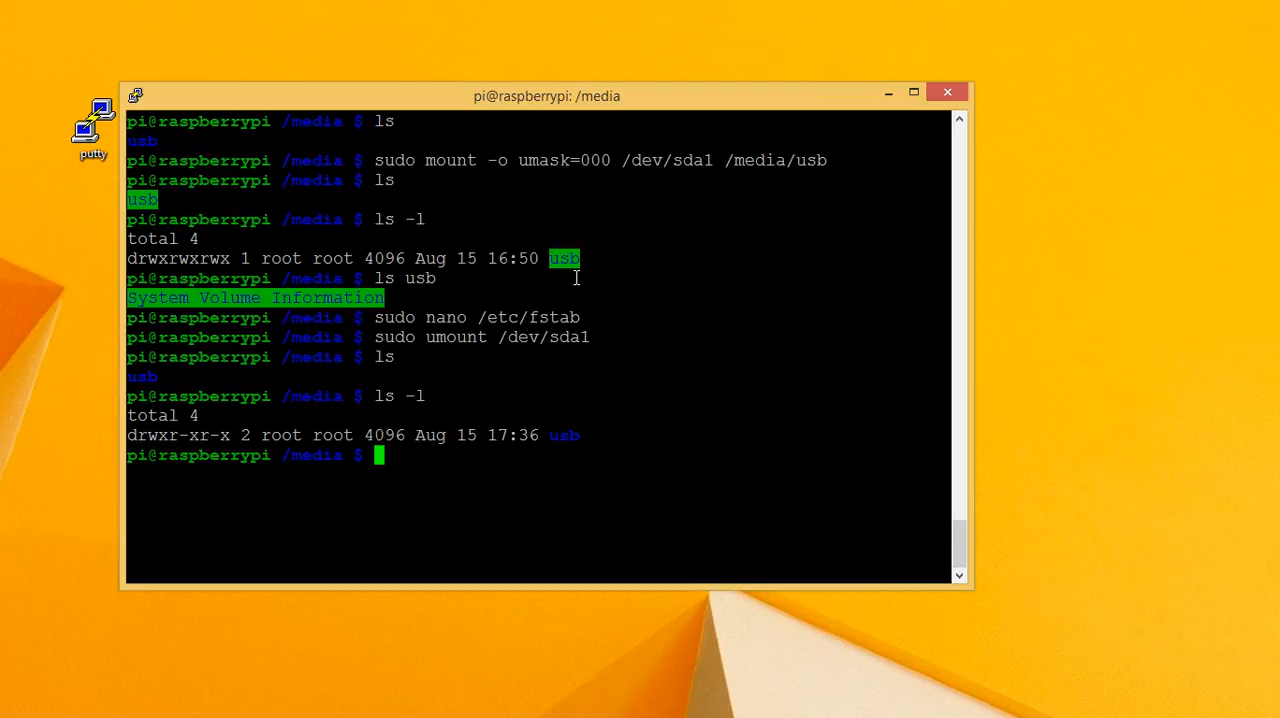 pi@raspberrypi: /media
putty
pi@raspberrypi /media $ ls
usb
pi@raspberrypi /media $ sudo mount -o umask=000 /dev/sda1 /media/usb
pi@raspberrypi /media $ ls
usb
pi@raspberrypi /media $ ls -l
total 4
drwxrwxrwx 1 root root 4096 Aug 15 16:50 usb
pi@raspberrypi /media $ ls usb
System Volume Information
pi@raspberrypi /media $ sudo nano /etc/fstab
pi@raspberrypi /media $ sudo umount /dev/sda1
pi@raspberrypi /media $ ls
usb
pi@raspberrypi /media $ ls -l
total 4
drwxr-xr-x 2 root root 4096 Aug 15 17:36 usb
pi@raspberrypi /media $